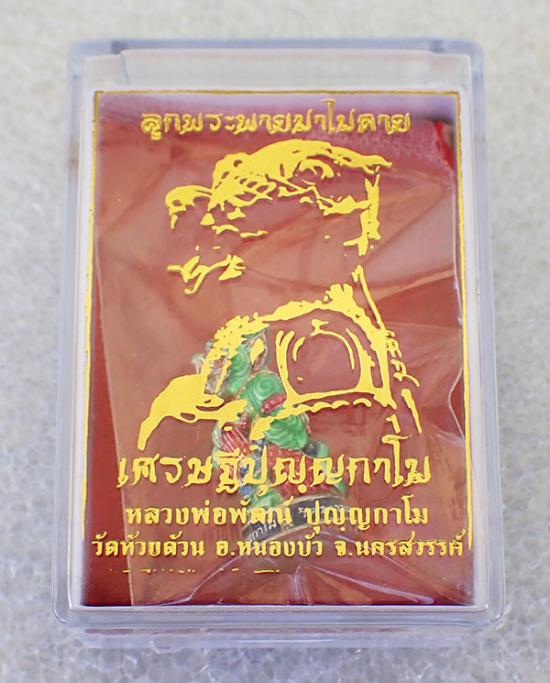 ลูกพระพายมาไม่ตาย
เศรษฐีปุญฺญกาโม
หลวงพ่อพัฒน์ ปุญฺญกาโม
วัดห้วยด้วน อ.หนองบัว จ.นครสวรรค์